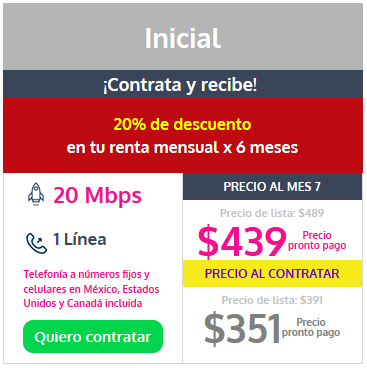 Inicial
¡Contrata y recibe!
20% de descuento
en tu renta mensual x 6 meses
20 Mbps
1 Línea
Telefonía a números fijos y
celulares en México, Estados
Unidos y Canadá incluida
Quiero contratar
PRECIO AL MES 7
Precio de lista: $489
$439 Precio
pronto pago
PRECIO AL CONTRATAR
Precio de lista: $391
$351 Precio
pronto pago